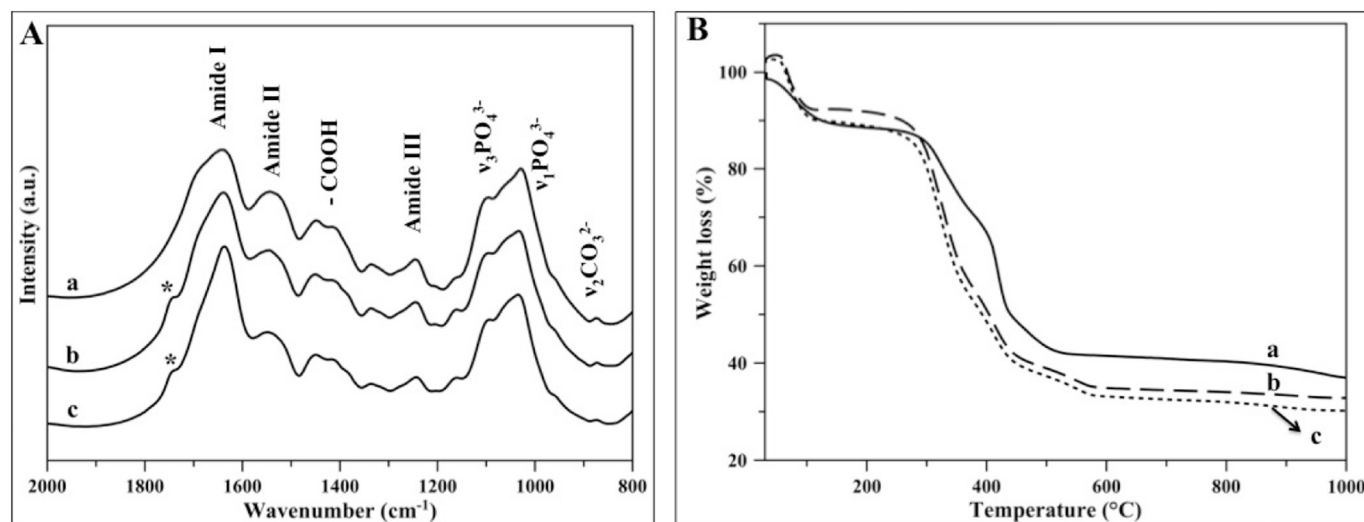 A
Amide I
Amide II
- COOH
Amide III
ν₃PO₄³⁻
ν₁PO₄³⁻
ν₂CO₃²⁻
a
*
b
*
c
Intensity (a.u.)
2000 1600 1400 1200 1000 800
Wavenumber (cm⁻¹)
B
100
80
60
40
20
Weight loss (%)
a
b
c
200 400 600 800 1000
Temperature (°C)